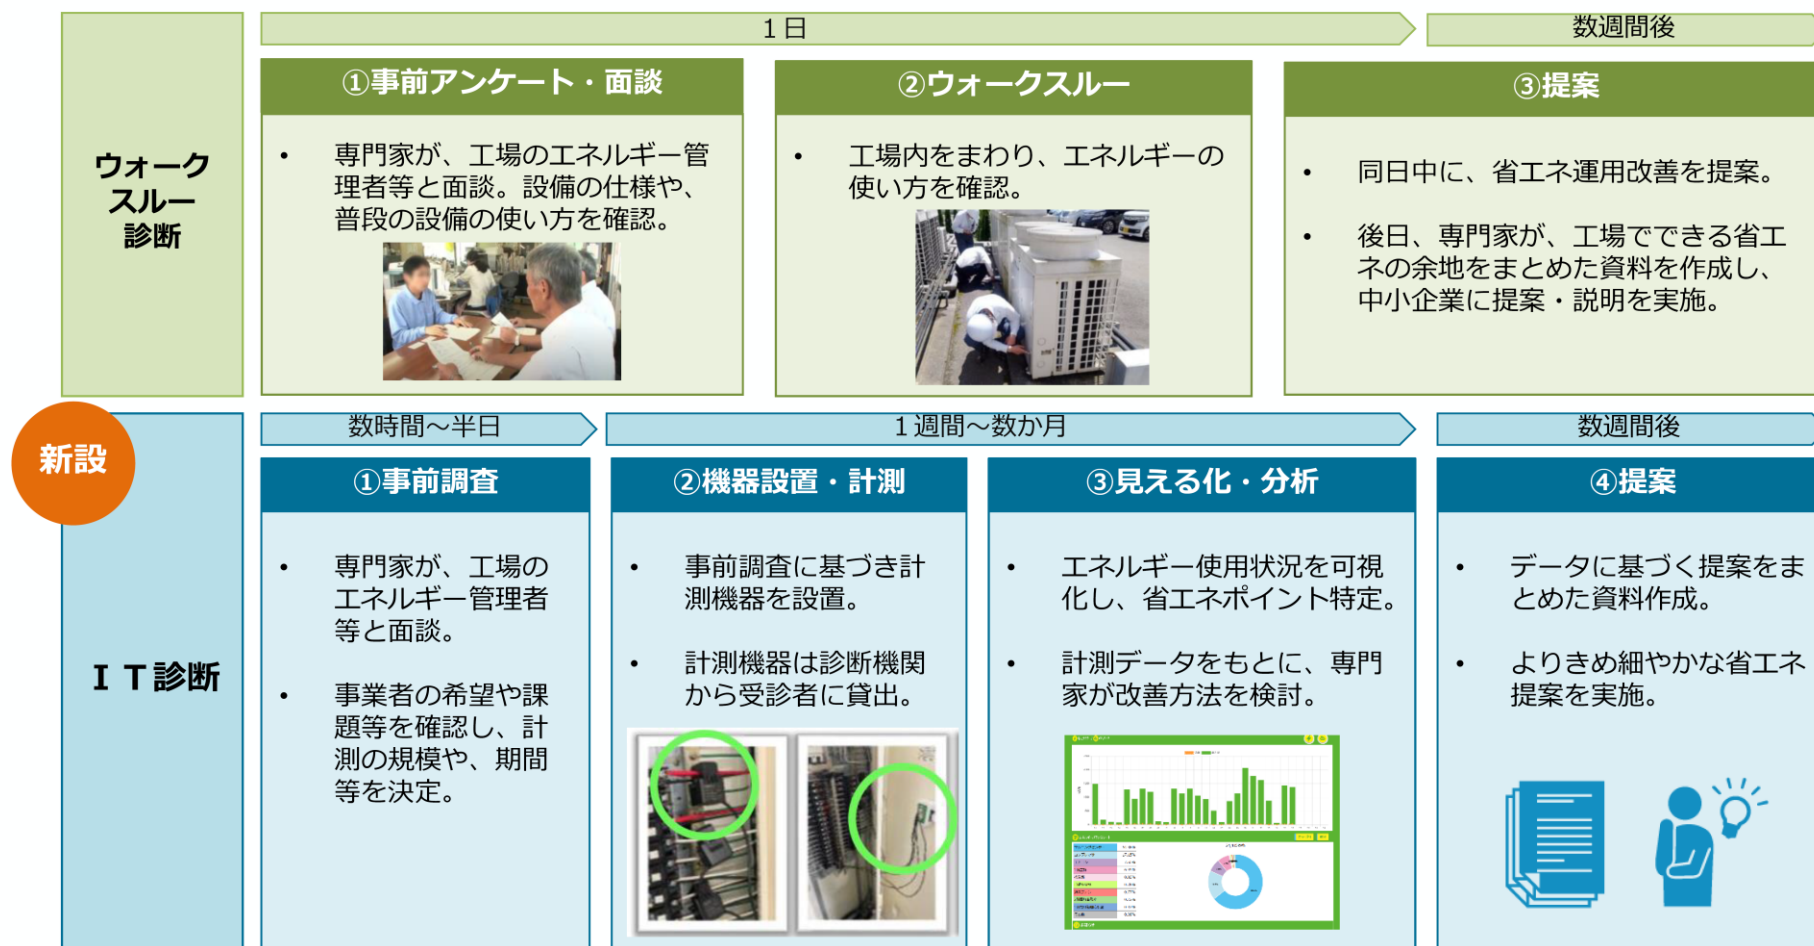 １日
数週間後
ウォーク
スルー
診断
①事前アンケート・面談
• 専門家が、工場のエネルギー管
理者等と面談。設備の仕様や、
普段の設備の使い方を確認。
②ウォークスルー
• 工場内をまわり、エネルギーの
使い方を確認。
③提案
• 同日中に、省エネ運用改善を提案。
• 後日、専門家が、工場でできる省エ
ネの余地をまとめた資料を作成し、
中小企業に提案・説明を実施。
新設
ＩＴ診断
数時間～半日
１週間～数か月
数週間後
①事前調査
• 専門家が、工場の
エネルギー管理者
等と面談。
• 事業者の希望や課
題等を確認し、計
測の規模や、期間
等を決定。
②機器設置・計測
• 事前調査に基づき計
測機器を設置。
• 計測機器は診断機関
から受診者に貸出。
③見える化・分析
• エネルギー使用状況を可視
化し、省エネポイント特定。
• 計測データをもとに、専門
家が改善方法を検討。
④提案
• データに基づく提案をま
とめた資料作成。
• よりきめ細やかな省エネ
提案を実施。